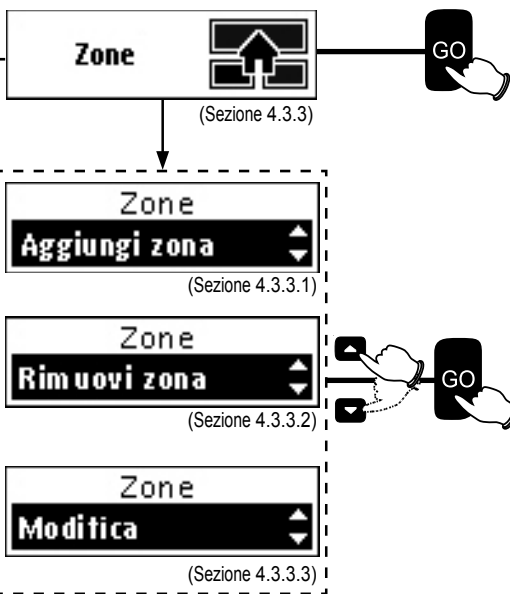 Zone
GO
(Sezione 4.3.3)
Zone
Aggiungi zona
(Sezione 4.3.3.1)
Zone
Rimuovi zona
GO
(Sezione 4.3.3.2)
Zone
Modifica
(Sezione 4.3.3.3)